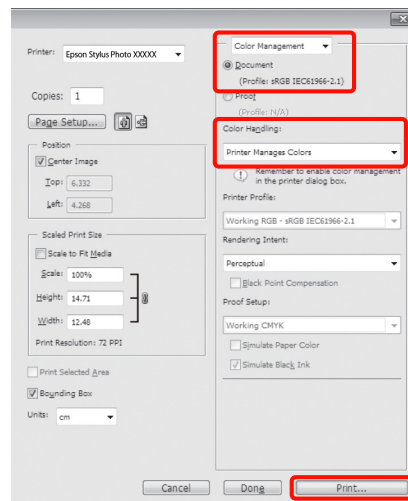 Printer: Epson Stylus Photo XXXXX
Copies: 1
Page Setup...
Position
Center Image
Top: 6.332
Left: 4.268
Scaled Print Size
Scale to Fit Media
Scale: 100%
Height: 14.71
Width: 12.48
Print Resolution: 72 PPI
Print Selected Area
Bounding Box
Units: cm
Color Management
Document
(Profile: sRGB IEC61966-2.1)
Proof
(Profile: N/A)
Color Handling:
Printer Manages Colors
Remember to enable color management
in the printer dialog box.
Printer Profile:
Working RGB - sRGB IEC61966-2.1
Rendering Intent:
Perceptual
Black Point Compensation
Proof Setup:
Working CMYK
Simulate Paper Color
Simulate Black Ink
Cancel
Done
Print...